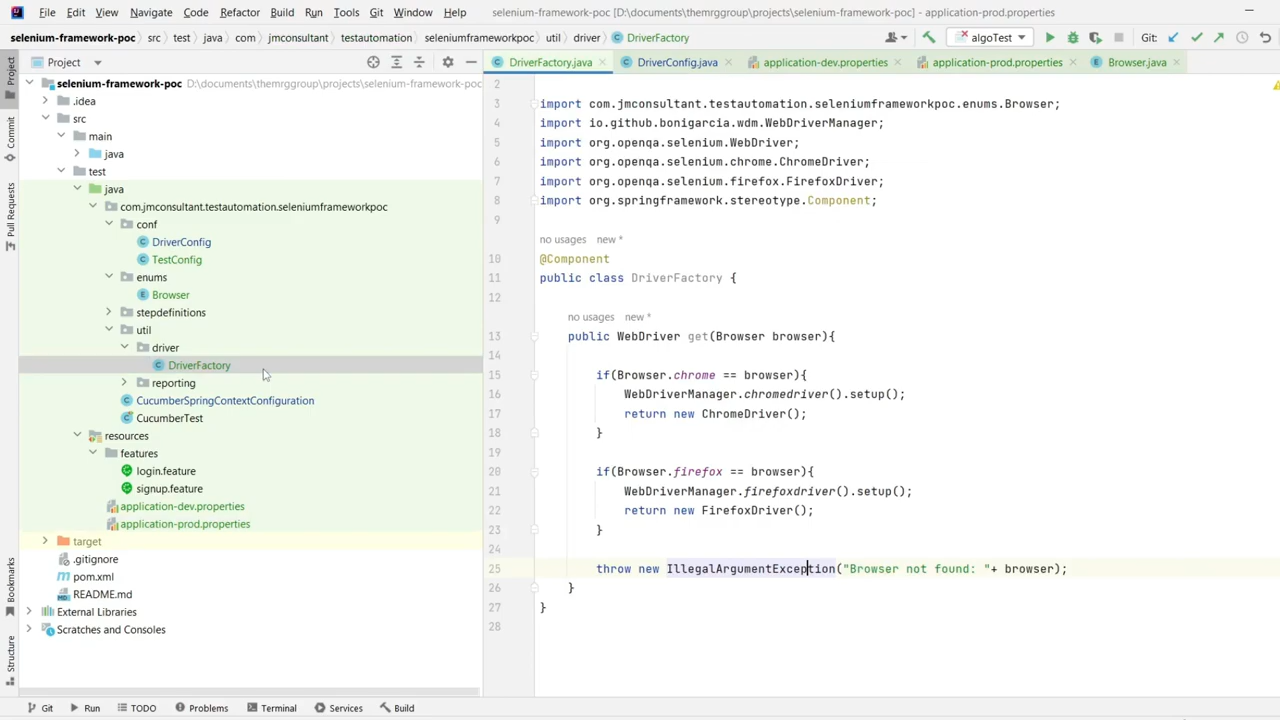 File Edit View Navigate Code Refactor Build Run Tools Git Window Help selenium-framework-poc [D:\documents\themrggroup\projects\selenium-framework-poc] - application-prod.properties
selenium-framework-poc src test java com jmconsultant testautomation seleniumframeworkpoc util driver DriverFactory algoTest Git:
Project
DriverFactory.java DriverConfig.java application-dev.properties application-prod.properties Browser.java
Project
Commit
Pull Requests
Bookmarks
Structure
selenium-framework-poc D:\documents\themrggroup\projects\selenium-framework-poc
.idea
src
main
java
test
java
com.jmconsultant.testautomation.seleniumframeworkpoc
conf
DriverConfig
TestConfig
enums
Browser
stepdefinitions
util
driver
DriverFactory
reporting
CucumberSpringContextConfiguration
CucumberTest
resources
features
login.feature
signup.feature
application-dev.properties
application-prod.properties
target
.gitignore
pom.xml
README.md
External Libraries
Scratches and Consoles
2
3 import com.jmconsultant.testautomation.seleniumframeworkpoc.enums.Browser;
4 import io.github.bonigarcia.wdm.WebDriverManager;
5 import org.openqa.selenium.WebDriver;
6 import org.openqa.selenium.chrome.ChromeDriver;
7 import org.openqa.selenium.firefox.FirefoxDriver;
8 import org.springframework.stereotype.Component;
9
no usages new *
10 @Component
11 public class DriverFactory {
12
no usages new *
13 public WebDriver get(Browser browser){
14
15 if(Browser.chrome == browser){
16 WebDriverManager.chromedriver().setup();
17 return new ChromeDriver();
18 }
19
20 if(Browser.firefox == browser){
21 WebDriverManager.firefoxdriver().setup();
22 return new FirefoxDriver();
23 }
24
25 throw new IllegalArgumentException("Browser not found: "+ browser);
26 }
27 }
28
Git Run TODO Problems Terminal Services Build